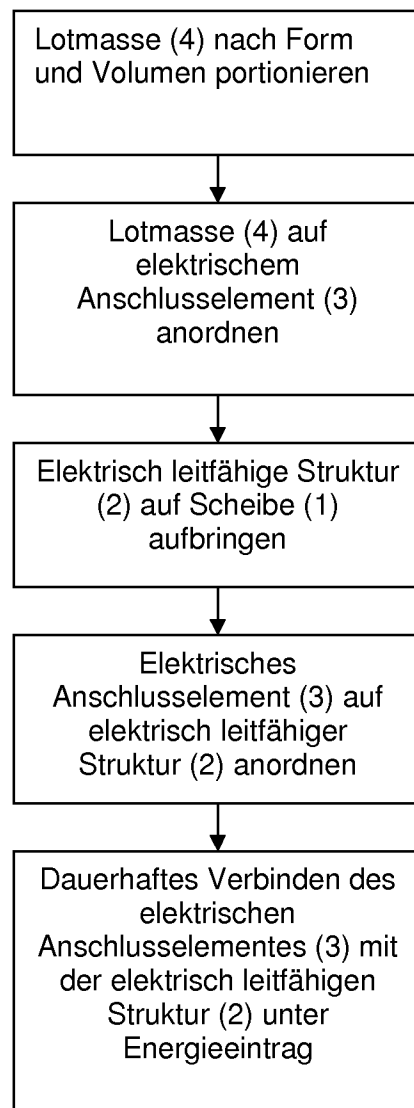 Lotmasse (4) nach Form
und Volumen portionieren
Lotmasse (4) auf
elektrischem
Anschlusselement (3)
anordnen
Elektrisch leitfähige Struktur
(2) auf Scheibe (1)
aufbringen
Elektrisches
Anschlusselement (3) auf
elektrisch leitfähiger
Struktur (2) anordnen
Dauerhaftes Verbinden des
elektrischen
Anschlusselementes (3) mit
der elektrisch leitfähigen
Struktur (2) unter
Energieeintrag